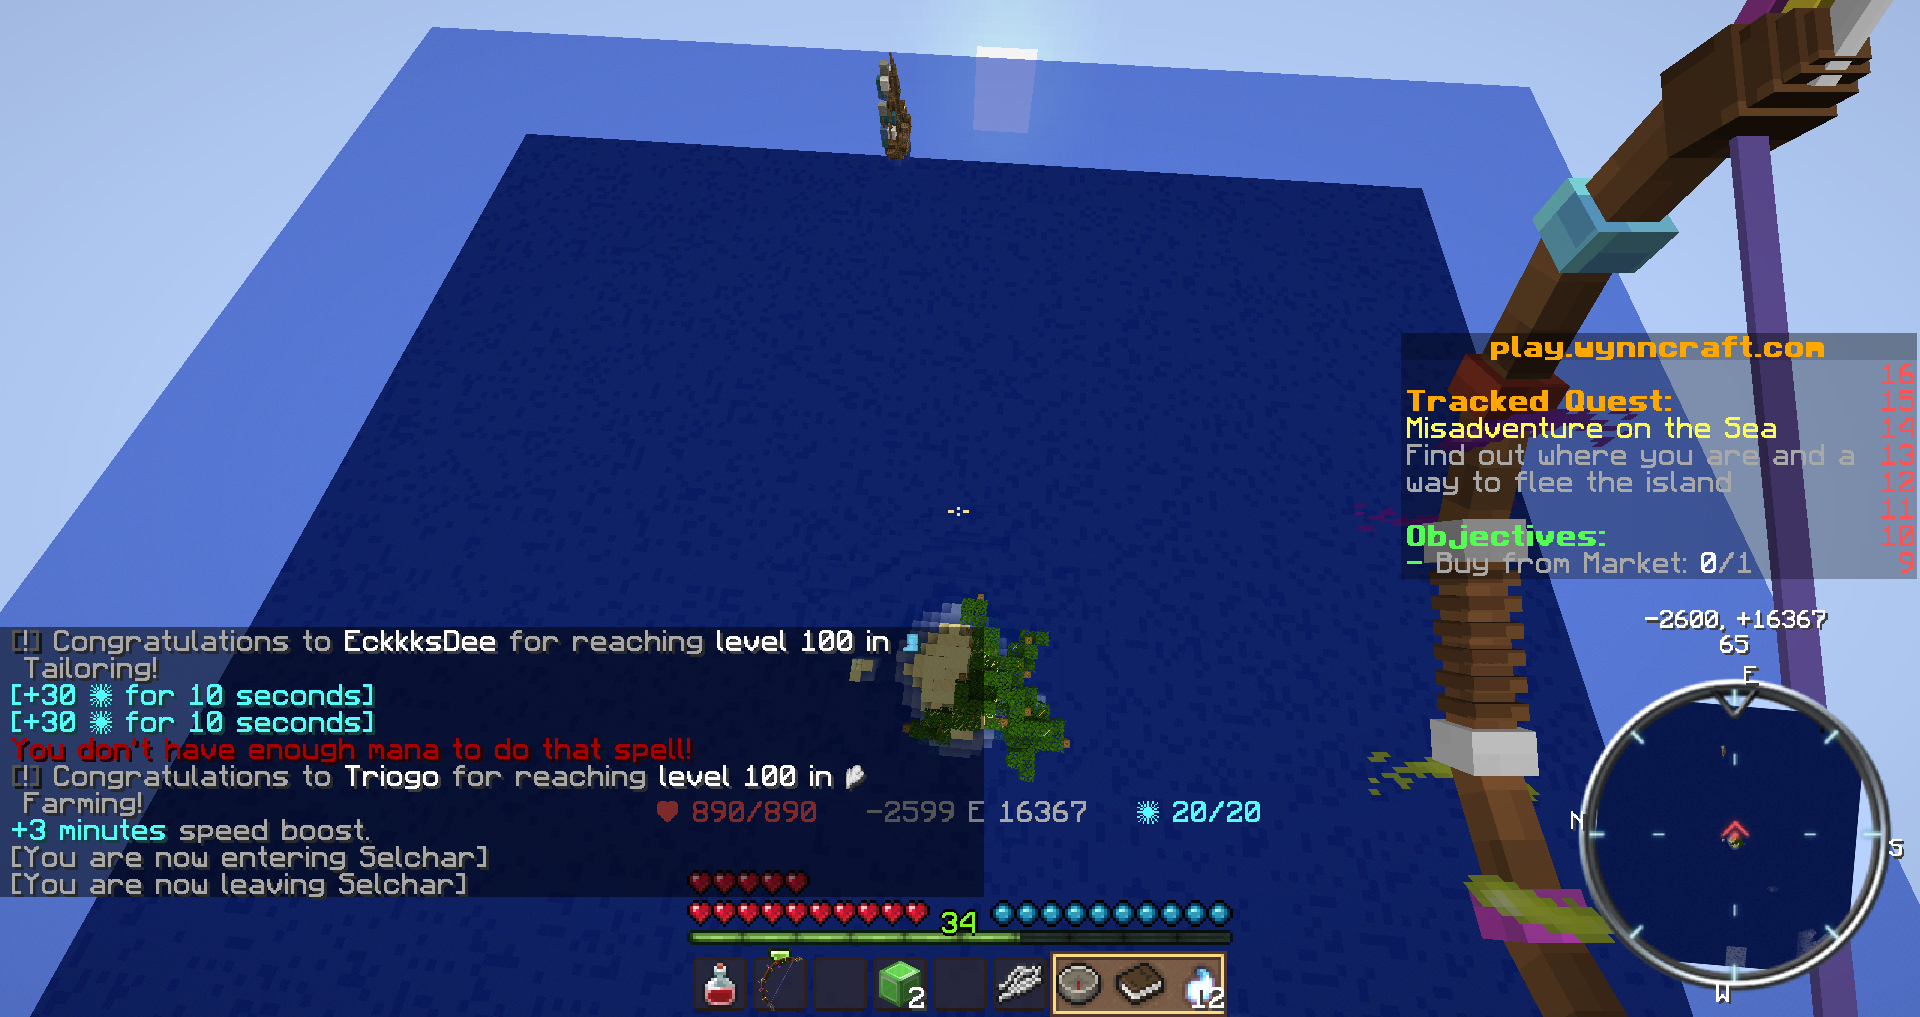 play.wynncraft.com
16
15
Tracked Quest:
14
Misadventure on the Sea
13
Find out where you are and a
12
way to flee the island
11
10
Objectives:
9
- Buy from Market: 0/1
-2600, +16367
65
E
N
S
W
[!] Congratulations to EckkksDee for reaching level 100 in
Tailoring!
[+30 for 10 seconds]
[+30 for 10 seconds]
You don't have enough mana to do that spell!
[!] Congratulations to Triogo for reaching level 100 in
Farming!
+3 minutes speed boost.
[You are now entering Selchar]
[You are now leaving Selchar]
890/890 -2599 E 16367 20/20
34
2
12